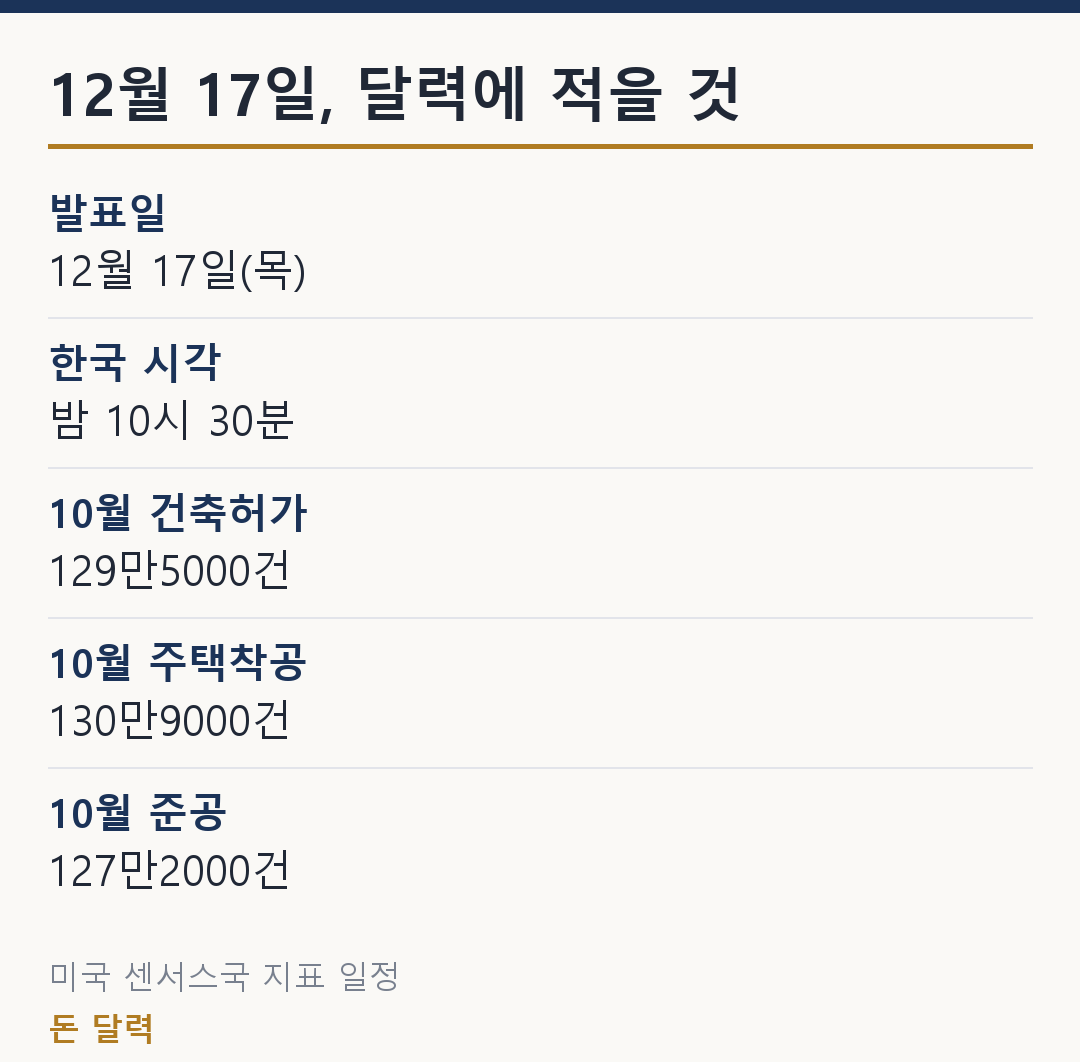 12월 17일, 달력에 적을 것
발표일
12월 17일(목)
한국 시각
밤 10시 30분
10월 건축허가
129만5000건
10월 주택착공
130만9000건
10월 준공
127만2000건
미국 센서스국 지표 일정
돈 달력